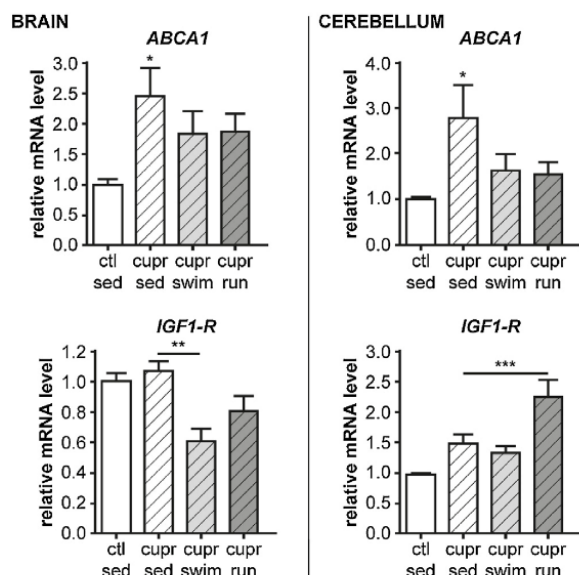 BRAIN
ABCA1
relative mRNA level
3.0
2.5
2.0
1.5
1.0
0.5
0.0
*
ctl cupr cupr cupr
sed sed swim run
CEREBELLUM
ABCA1
relative mRNA level
4.0
3.0
2.0
1.0
0.0
*
ctl cupr cupr cupr
sed sed swim run
IGF1-R
relative mRNA level
1.2
1.0
0.8
0.6
0.4
0.2
0.0
**
ctl cupr cupr cupr
sed sed swim run
IGF1-R
relative mRNA level
3.0
2.5
2.0
1.5
1.0
0.5
0.0
***
ctl cupr cupr cupr
sed sed swim run